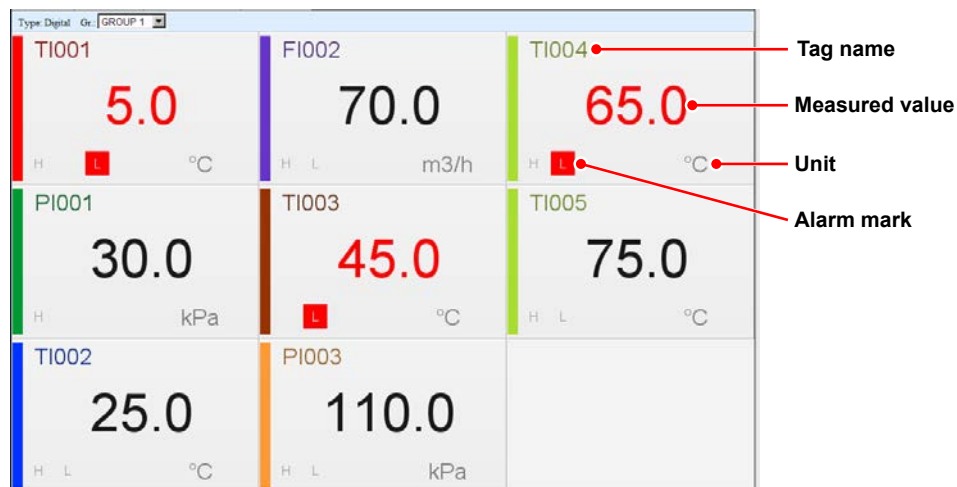 Type: Digital Gr.: GROUP 1
TI001
5.0
H L °C
FI002
70.0
H L m3/h
TI004
65.0
H L °C
Tag name
Measured value
Unit
Alarm mark
PI001
30.0
H kPa
TI003
45.0
L °C
TI005
75.0
H L °C
TI002
25.0
H L °C
PI003
110.0
H L kPa